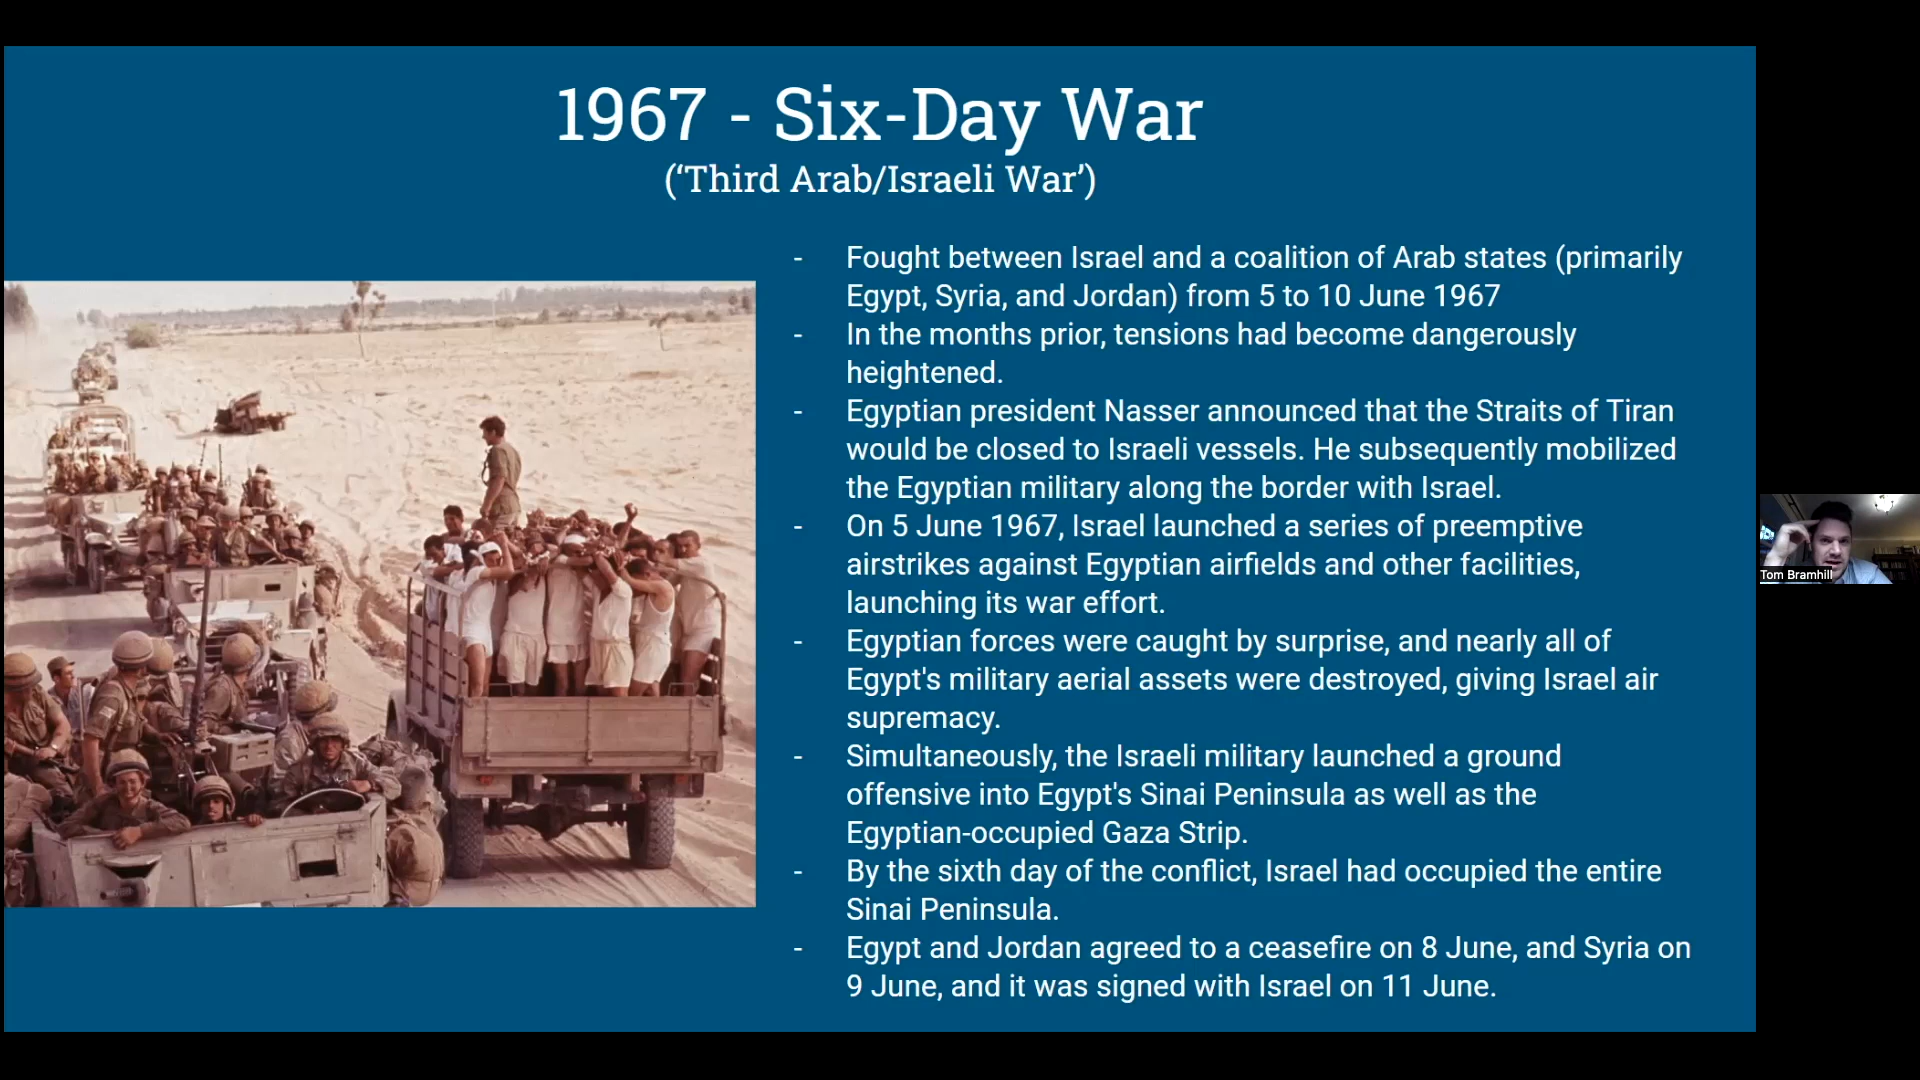 1967 - Six-Day War
(‘Third Arab/Israeli War’)
- Fought between Israel and a coalition of Arab states (primarily
Egypt, Syria, and Jordan) from 5 to 10 June 1967
- In the months prior, tensions had become dangerously
heightened.
- Egyptian president Nasser announced that the Straits of Tiran
would be closed to Israeli vessels. He subsequently mobilized
the Egyptian military along the border with Israel.
- On 5 June 1967, Israel launched a series of preemptive
airstrikes against Egyptian airfields and other facilities,
launching its war effort.
- Egyptian forces were caught by surprise, and nearly all of
Egypt's military aerial assets were destroyed, giving Israel air
supremacy.
- Simultaneously, the Israeli military launched a ground
offensive into Egypt's Sinai Peninsula as well as the
Egyptian-occupied Gaza Strip.
- By the sixth day of the conflict, Israel had occupied the entire
Sinai Peninsula.
- Egypt and Jordan agreed to a ceasefire on 8 June, and Syria on
9 June, and it was signed with Israel on 11 June.
Tom Bramhill